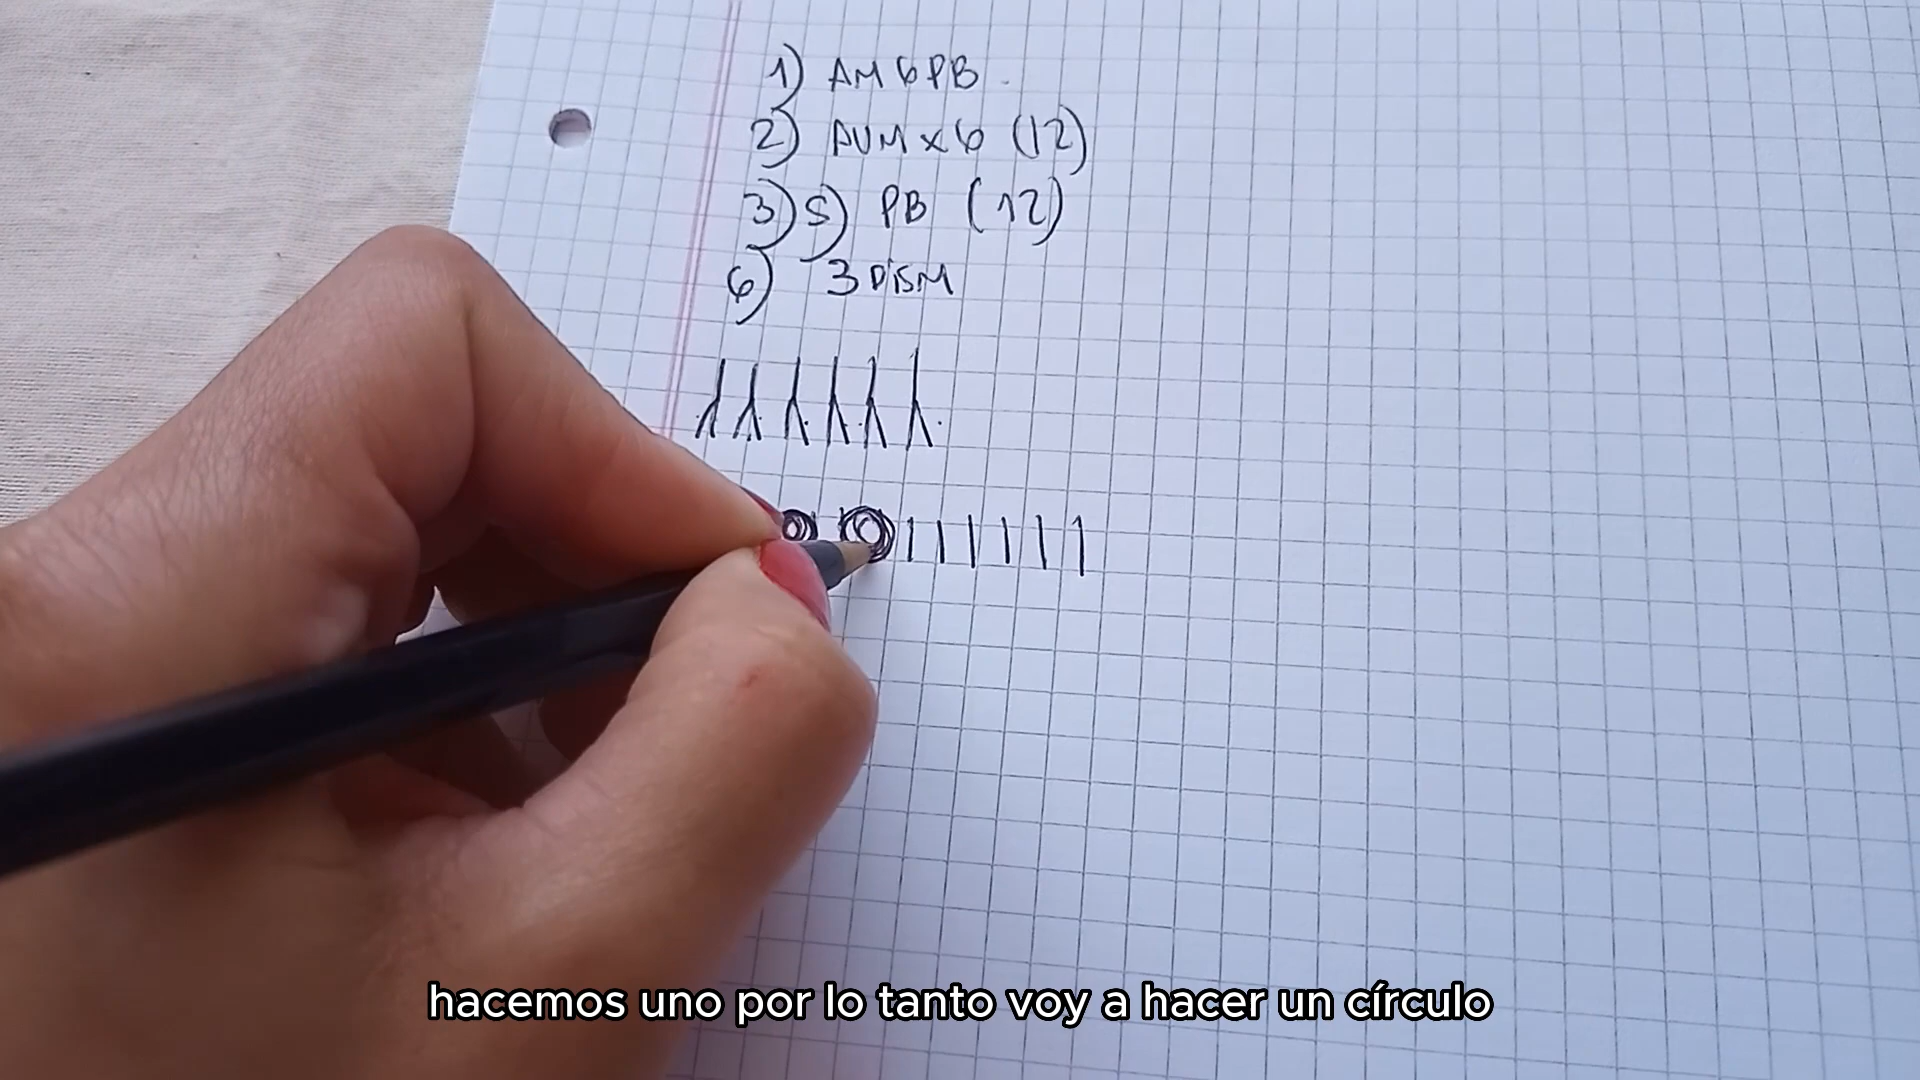 1) AM 6 PB
2) AUM x 6 (12)
3) 5) PB (12)
6) 3 DISM
hacemos uno por lo tanto voy a hacer un círculo